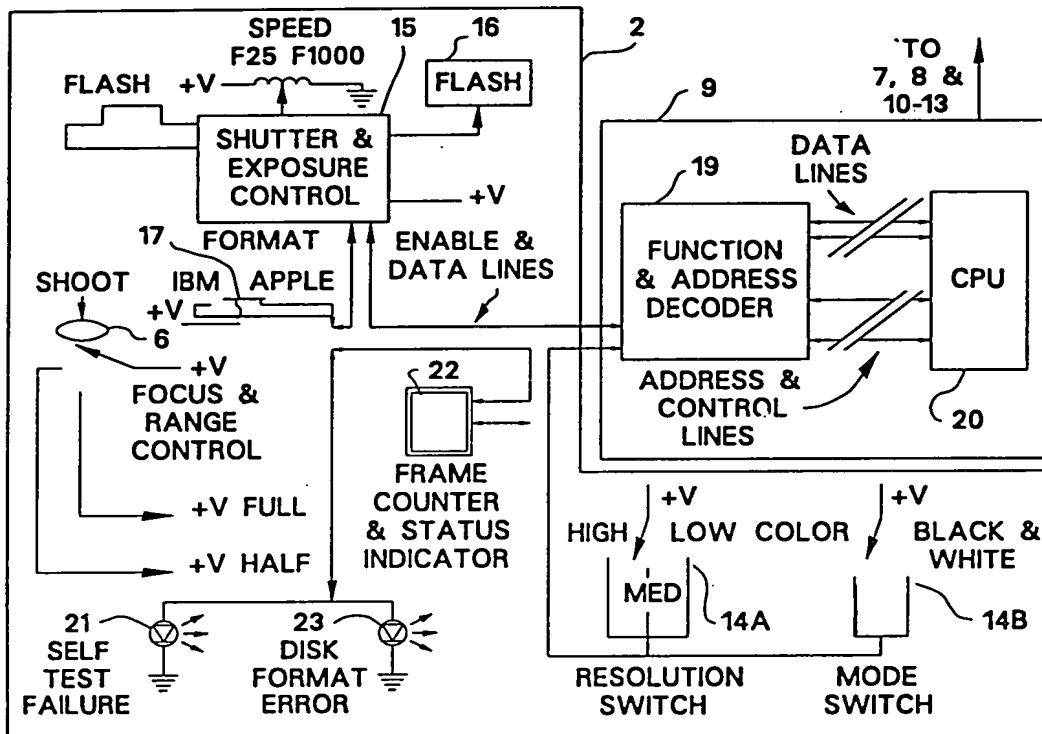 SPEED
F25 F1000
15
16
2
TO
7, 8 &
10-13
FLASH
+V
FLASH
9
SHUTTER &
EXPOSURE
CONTROL
+V
19
DATA
LINES
FUNCTION
& ADDRESS
DECODER
CPU
17
FORMAT
IBM APPLE
+V
ENABLE &
DATA LINES
SHOOT
6
+V
FOCUS &
RANGE
CONTROL
22
FRAME
COUNTER
& STATUS
INDICATOR
ADDRESS &
CONTROL
LINES
20
+V FULL
+V HALF
+V
HIGH
LOW
COLOR
+V
BLACK &
WHITE
MED
14A
14B
21
SELF
TEST
FAILURE
23
DISK
FORMAT
ERROR
RESOLUTION
SWITCH
MODE
SWITCH